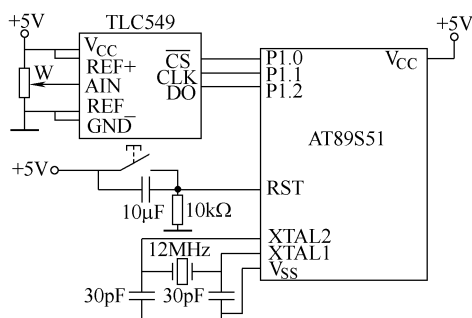 +5V
TLC549
+5V
VCC
REF+
AIN
REF
GND
W
CS
CLK
DO
P1.0
P1.1
P1.2
VCC
AT89S51
+5V
RST
10μF
10kΩ
XTAL2
XTAL1
VSS
12MHz
30pF
30pF